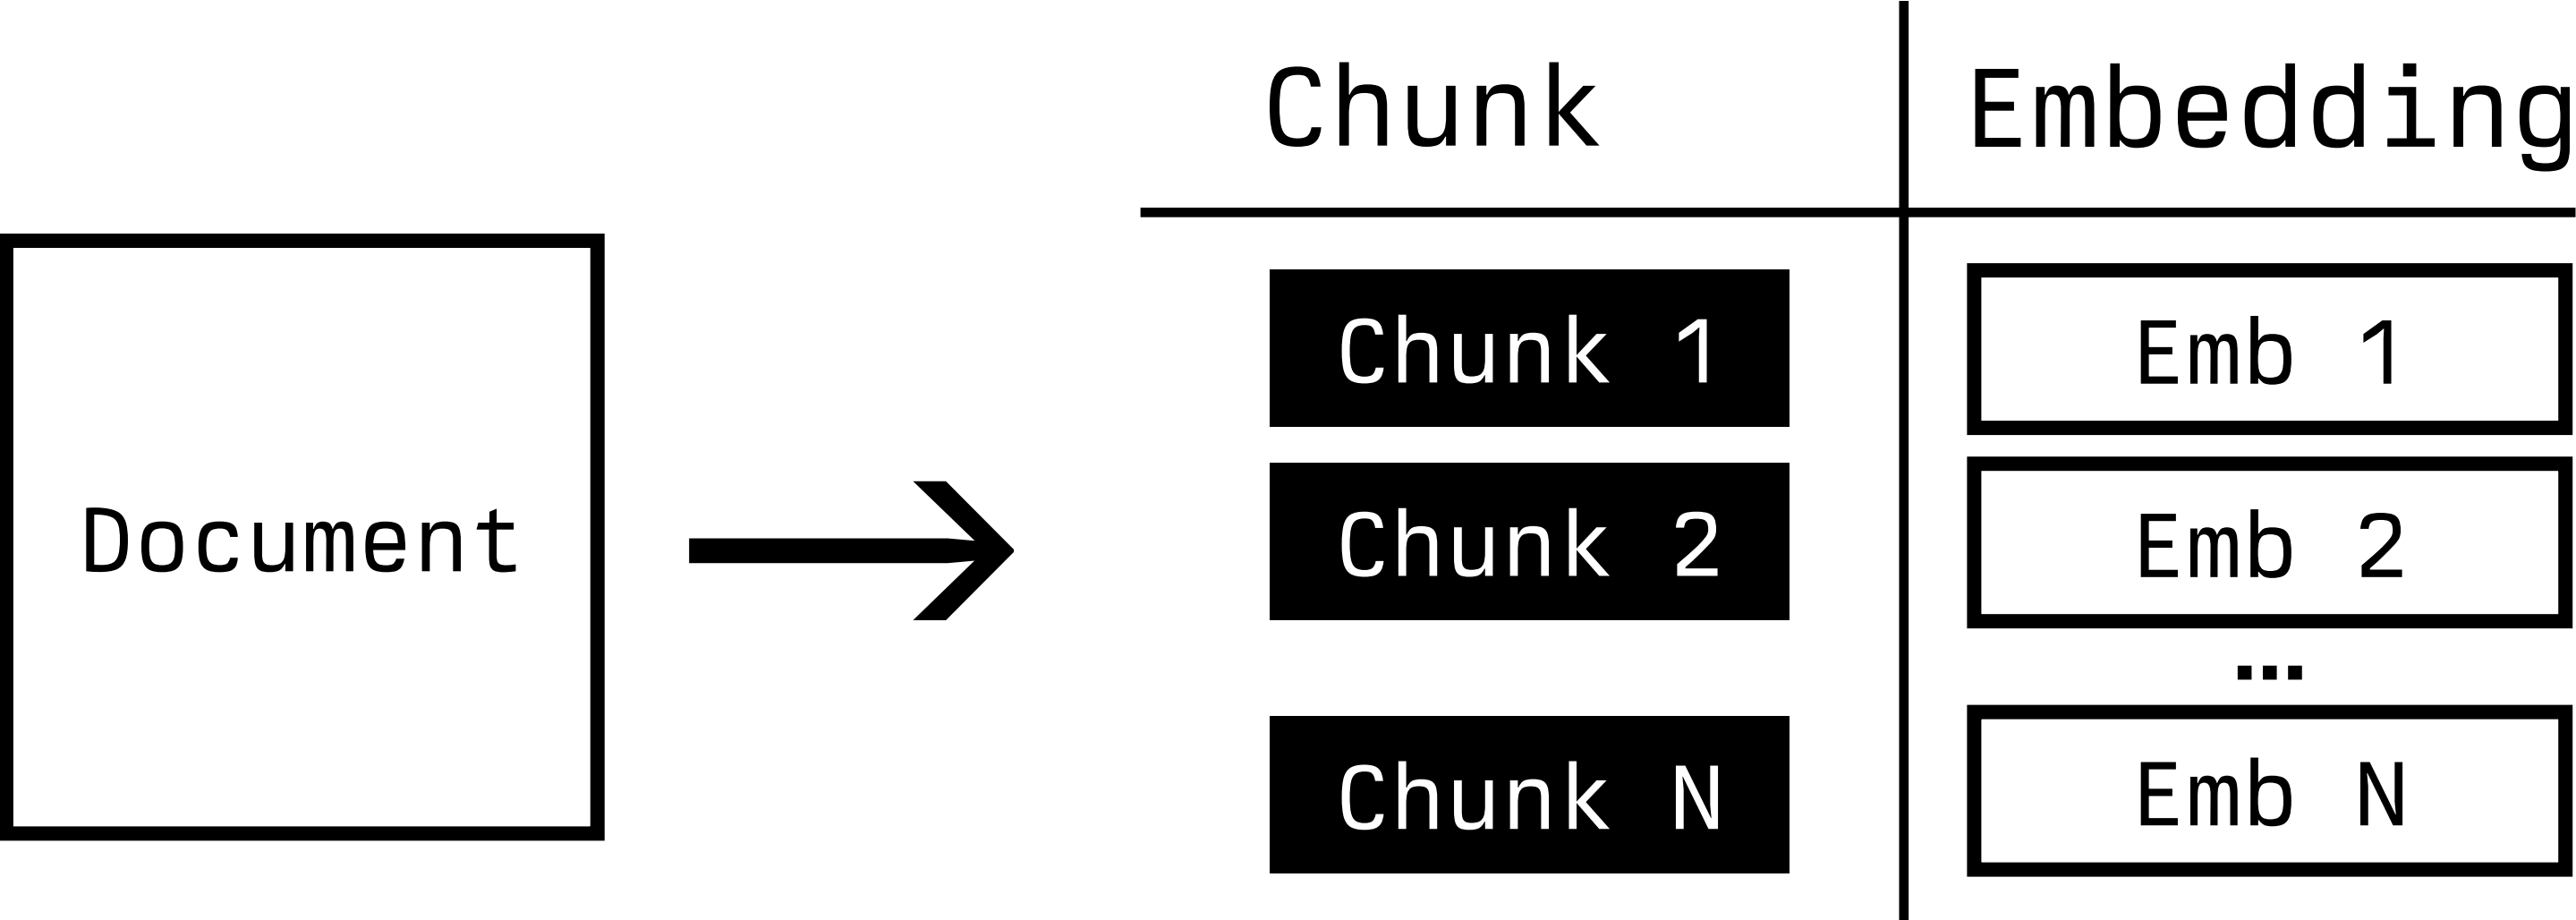 Chunk Embedding
Document
Chunk 1 Emb 1
Chunk 2 Emb 2
…
Chunk N Emb N